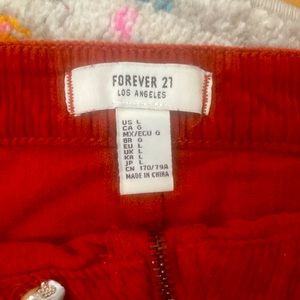 FOREVER 21
LOS ANGELES
US L
CA G
MX/ECU G
BR G
EU L
UK L
KR L
JP L
CN 170/79A
MADE IN CHINA